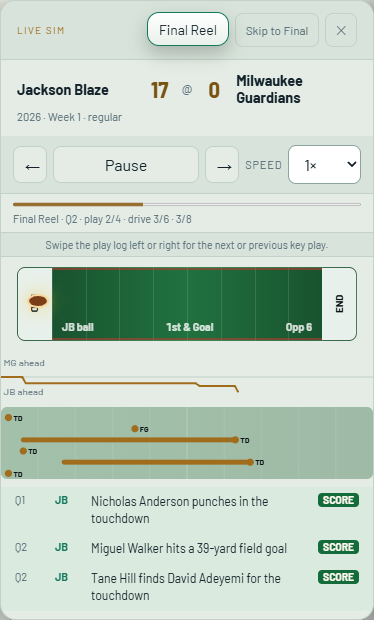 LIVE SIM
Final Reel
Skip to Final
×
Jackson Blaze
17 @ 0
Milwaukee
Guardians
2026 · Week 1 · regular
←
Pause
→
SPEED
1×
Final Reel · Q2 · play 2/4 · drive 3/6 · 3/8
Swipe the play log left or right for the next or previous key play.
JB ball
1st & Goal
Opp 6
END
MG ahead
JB ahead
TD
FG
TD
TD
TD
TD
Q1 JB Nicholas Anderson punches in the
touchdown
SCORE
Q2 JB Miguel Walker hits a 39-yard field goal
SCORE
Q2 JB Tane Hill finds David Adeyemi for the
touchdown
SCORE